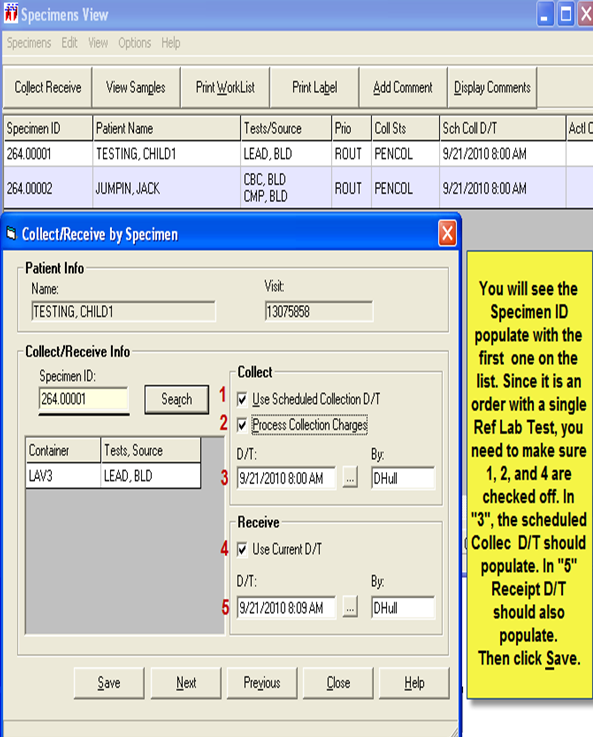 Specimens View
Specimens Edit View Options Help
Collect Receive View Samples Print WorkList Print Label Add Comment Display Comments
Specimen ID Patient Name Tests/Source Prio Coll Sts Sch Coll D/T Actl C
264.00001 TESTING, CHILD1 LEAD, BLD ROUT PENCOL 9/21/2010 8:00 AM
264.00002 JUMPIN, JACK CBC, BLD ROUT PENCOL 9/21/2010 8:00 AM
CMP, BLD
Collect/Receive by Specimen
Patient Info
Name: Visit:
TESTING, CHILD1 13075858
Collect/Receive Info
Specimen ID:
264.00001 Search
Container Tests, Source
LAV3 LEAD, BLD
Collect
1 Use Scheduled Collection D/T
2 Process Collection Charges
D/T: By:
3 9/21/2010 8:00 AM ... DHull
Receive
4 Use Current D/T
D/T: By:
5 9/21/2010 8:09 AM ... DHull
Save Next Previous Close Help
You will see the
Specimen ID
populate with the
first one on the
list. Since it is an
order with a single
Ref Lab Test, you
need to make sure
1, 2, and 4 are
checked off. In
"3", the scheduled
Collec D/T should
populate. In "5"
Receipt D/T
should also
populate.
Then click Save.